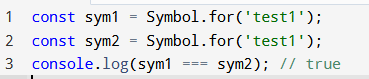 1 const sym1 = Symbol.for('test1');
2 const sym2 = Symbol.for('test1');
3 console.log(sym1 === sym2); // true